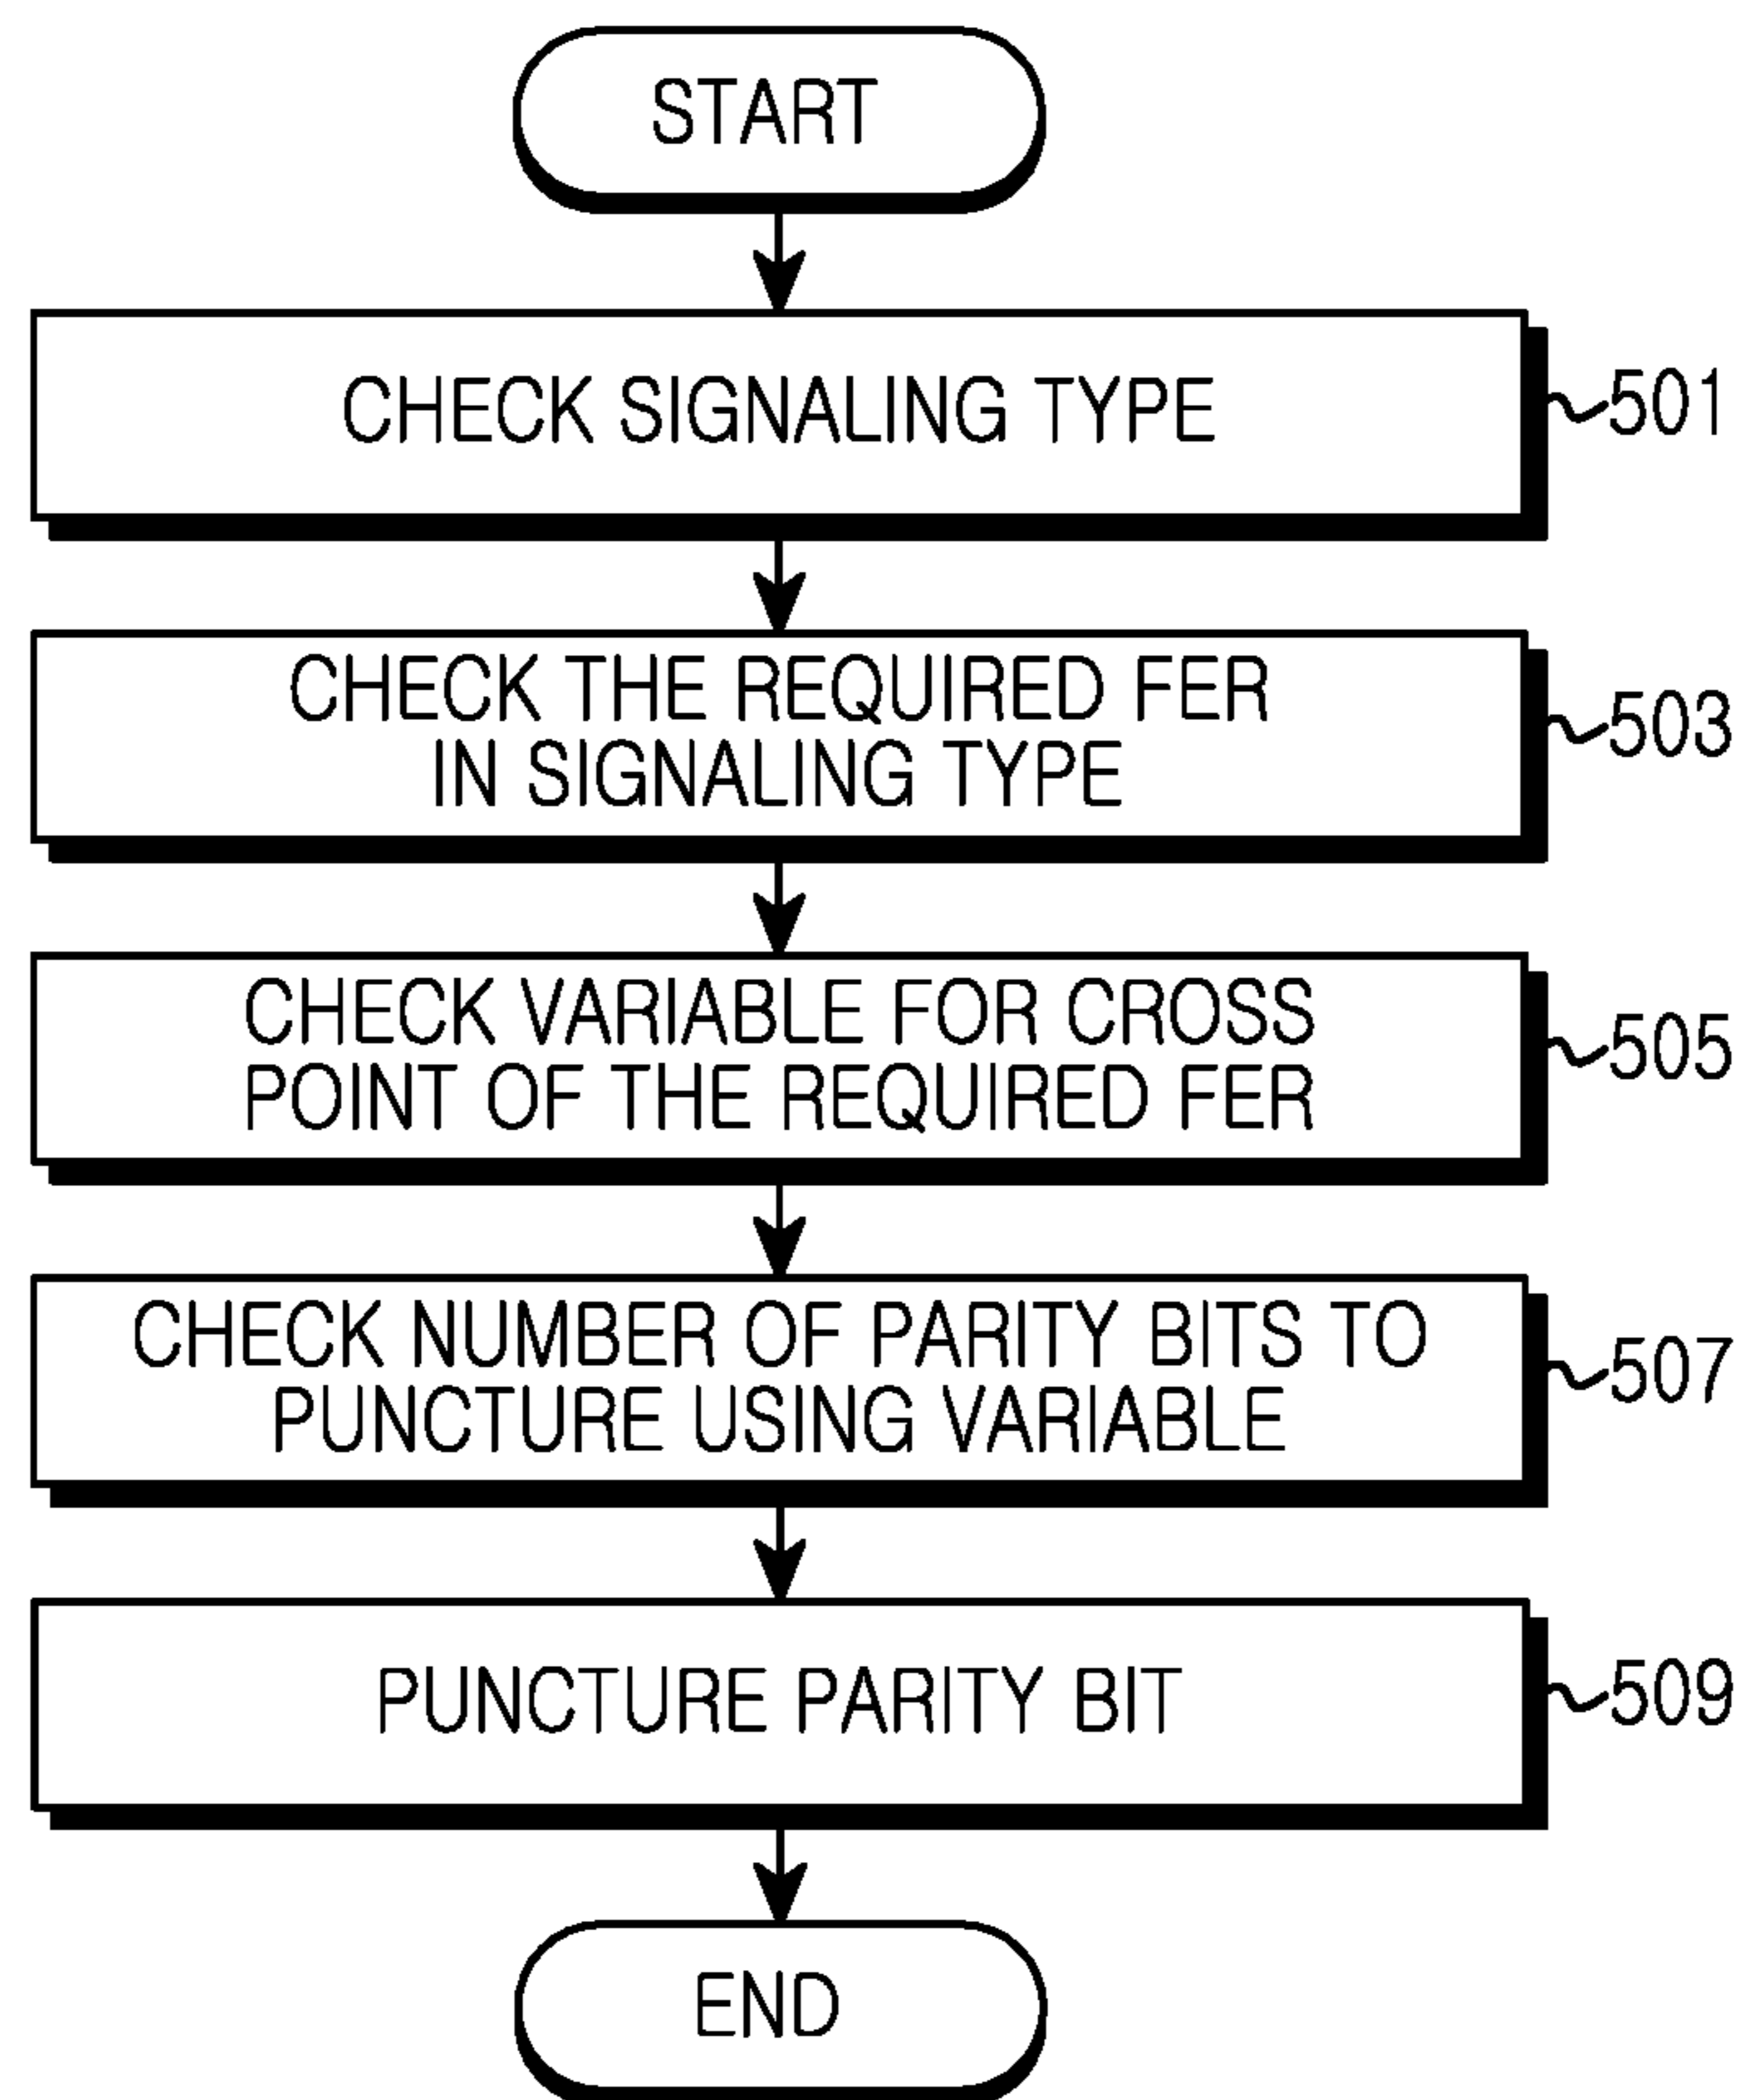 START
CHECK SIGNALING TYPE
501
CHECK THE REQUIRED FER
IN SIGNALING TYPE
503
CHECK VARIABLE FOR CROSS
POINT OF THE REQUIRED FER
505
CHECK NUMBER OF PARITY BITS TO
PUNCTURE USING VARIABLE
507
PUNCTURE PARITY BIT
509
END